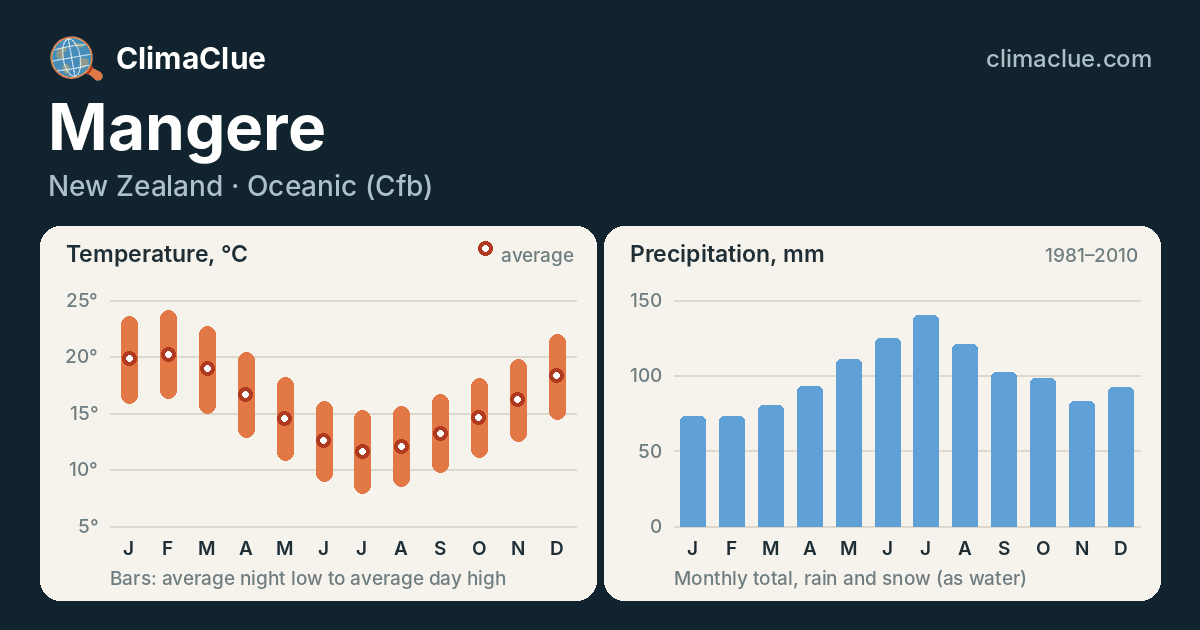 ClimaClue
climaclue.com
Mangere
New Zealand · Oceanic (Cfb)
Temperature, °C
average
25°
20°
15°
10°
5°
J F M A M J J A S O N D
Bars: average night low to average day high
Precipitation, mm
1981–2010
150
100
50
0
J F M A M J J A S O N D
Monthly total, rain and snow (as water)